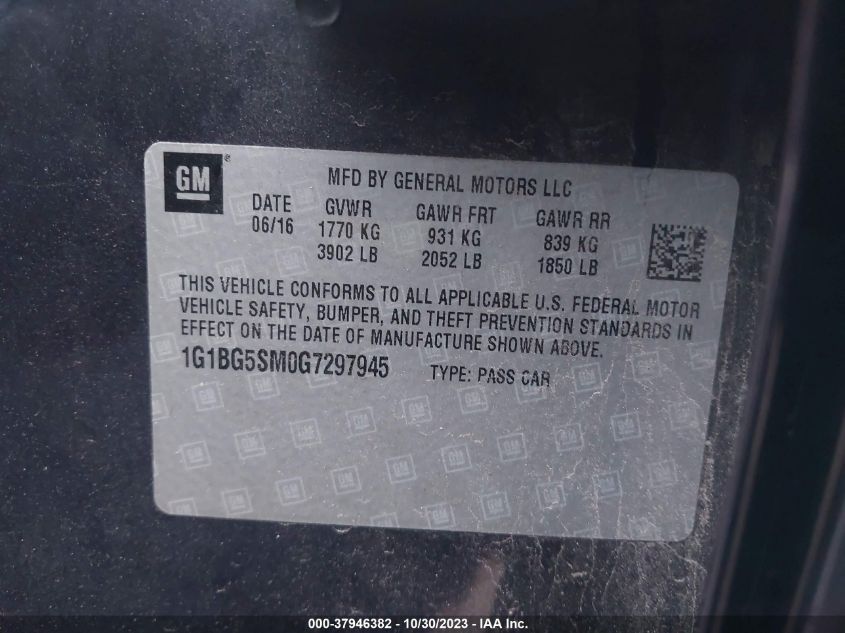 GM®
MFD BY GENERAL MOTORS LLC
DATE GVWR GAWR FRT GAWR RR
06/16 1770 KG 931 KG 839 KG
3902 LB 2052 LB 1850 LB
THIS VEHICLE CONFORMS TO ALL APPLICABLE U.S. FEDERAL MOTOR
VEHICLE SAFETY, BUMPER, AND THEFT PREVENTION STANDARDS IN
EFFECT ON THE DATE OF MANUFACTURE SHOWN ABOVE.
1G1BG5SM0G7297945 TYPE: PASS CAR
000-37946382 - 10/30/2023 - IAA Inc.